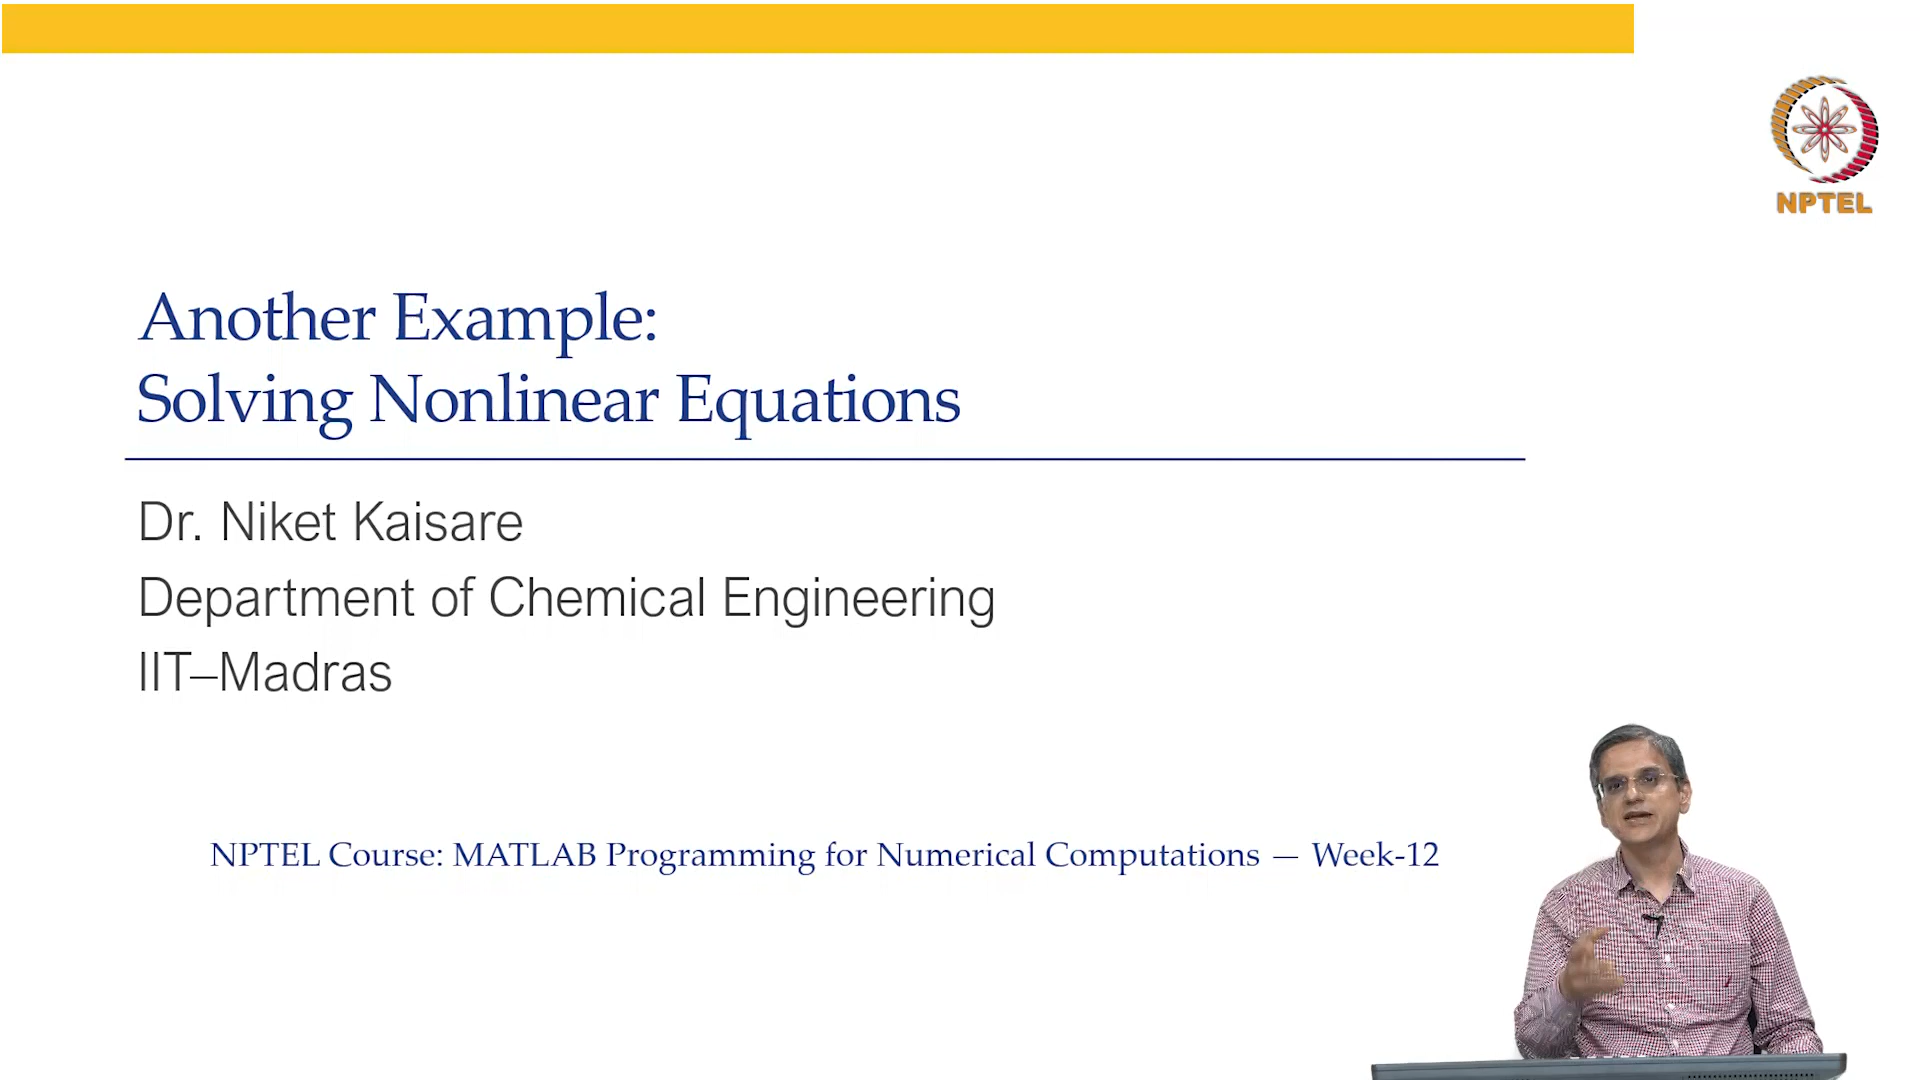 NPTEL
Another Example:
Solving Nonlinear Equations
Dr. Niket Kaisare
Department of Chemical Engineering
IIT–Madras
NPTEL Course: MATLAB Programming for Numerical Computations — Week-12